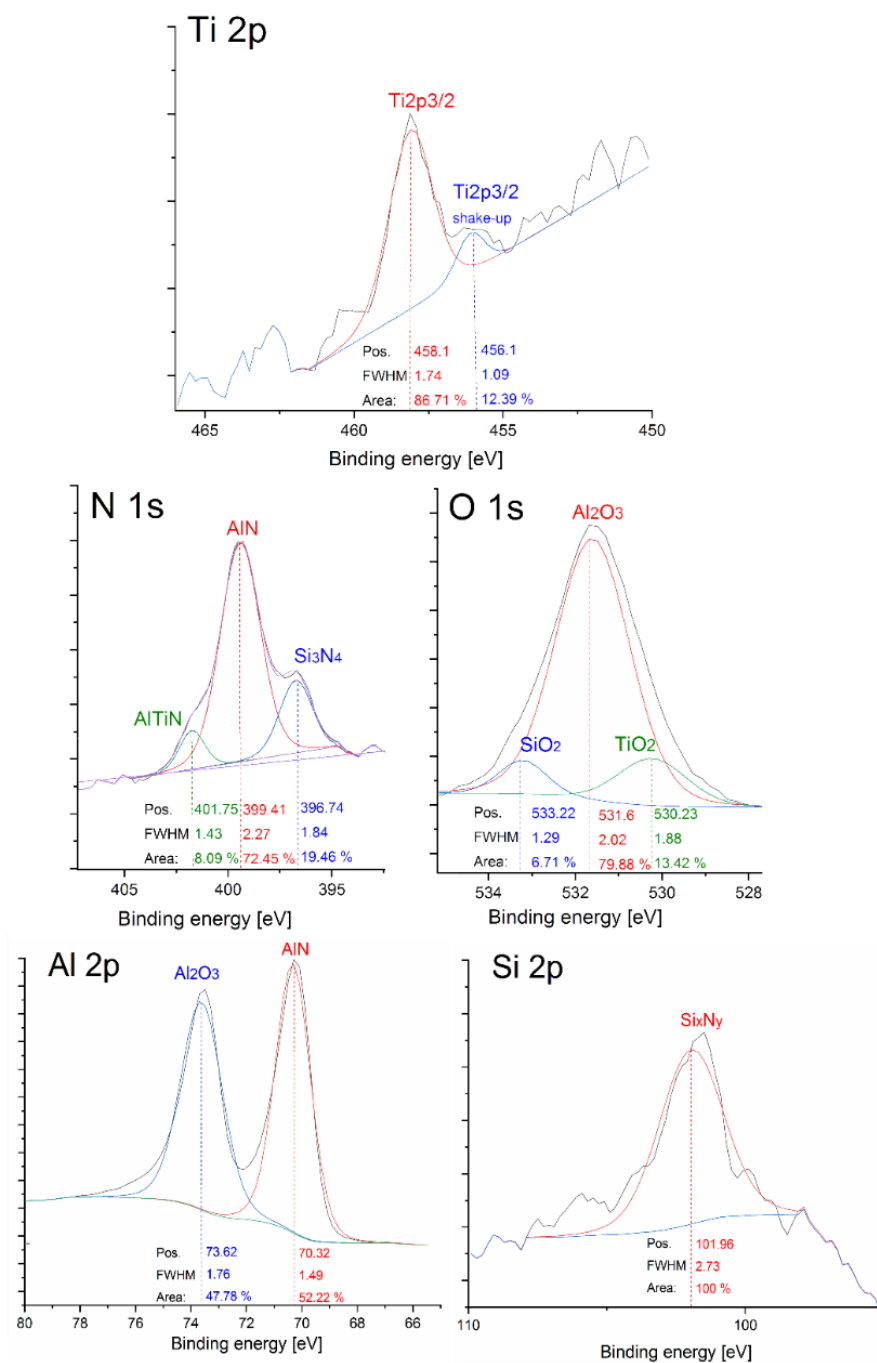 Ti 2p
Ti2p3/2
Ti2p3/2
shake-up
Pos. 458.1 456.1
FWHM 1.74 1.09
Area: 86.71 % 12.39 %
465 460 455 450
Binding energy [eV]
N 1s
AlN
Si3N4
AlTiN
Pos. 401.75 399.41 396.74
FWHM 1.43 2.27 1.84
Area: 8.09 % 72.45 % 19.46 %
405 400 395
Binding energy [eV]
O 1s
Al2O3
SiO2
TiO2
Pos. 533.22 531.6 530.23
FWHM 1.29 2.02 1.88
Area: 6.71 % 79.88 % 13.42 %
534 532 530 528
Binding energy [eV]
Al 2p
AlN
Al2O3
Pos. 73.62 70.32
FWHM 1.76 1.49
Area: 47.78 % 52.22 %
80 78 76 74 72 70 68 66
Binding energy [eV]
Si 2p
SixNy
Pos. 101.96
FWHM 2.73
Area: 100 %
110 100
Binding energy [eV]